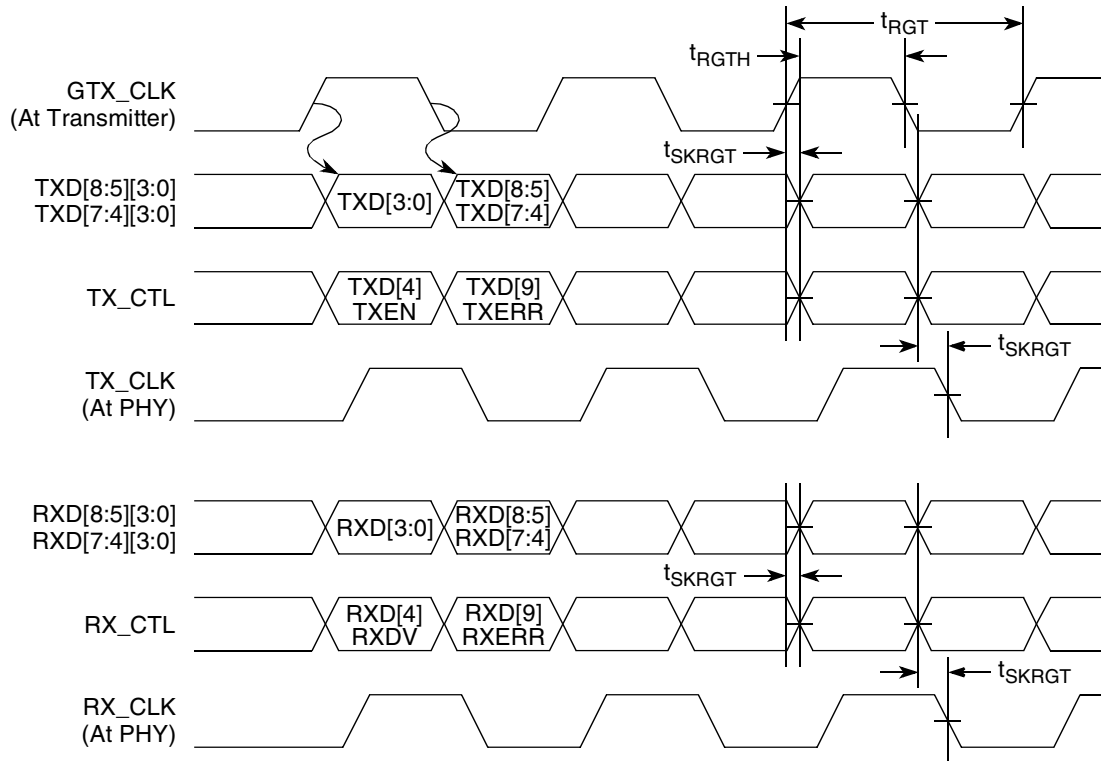 tRGT
tRGTH
GTX_CLK
(At Transmitter)
tSKRGT
TXD[8:5][3:0]
TXD[7:4][3:0]
TXD[3:0]
TXD[8:5]
TXD[7:4]
TX_CTL
TXD[4]
TXEN
TXD[9]
TXERR
tSKRGT
TX_CLK
(At PHY)
RXD[8:5][3:0]
RXD[7:4][3:0]
RXD[3:0]
RXD[8:5]
RXD[7:4]
tSKRGT
RX_CTL
RXD[4]
RXDV
RXD[9]
RXERR
tSKRGT
RX_CLK
(At PHY)